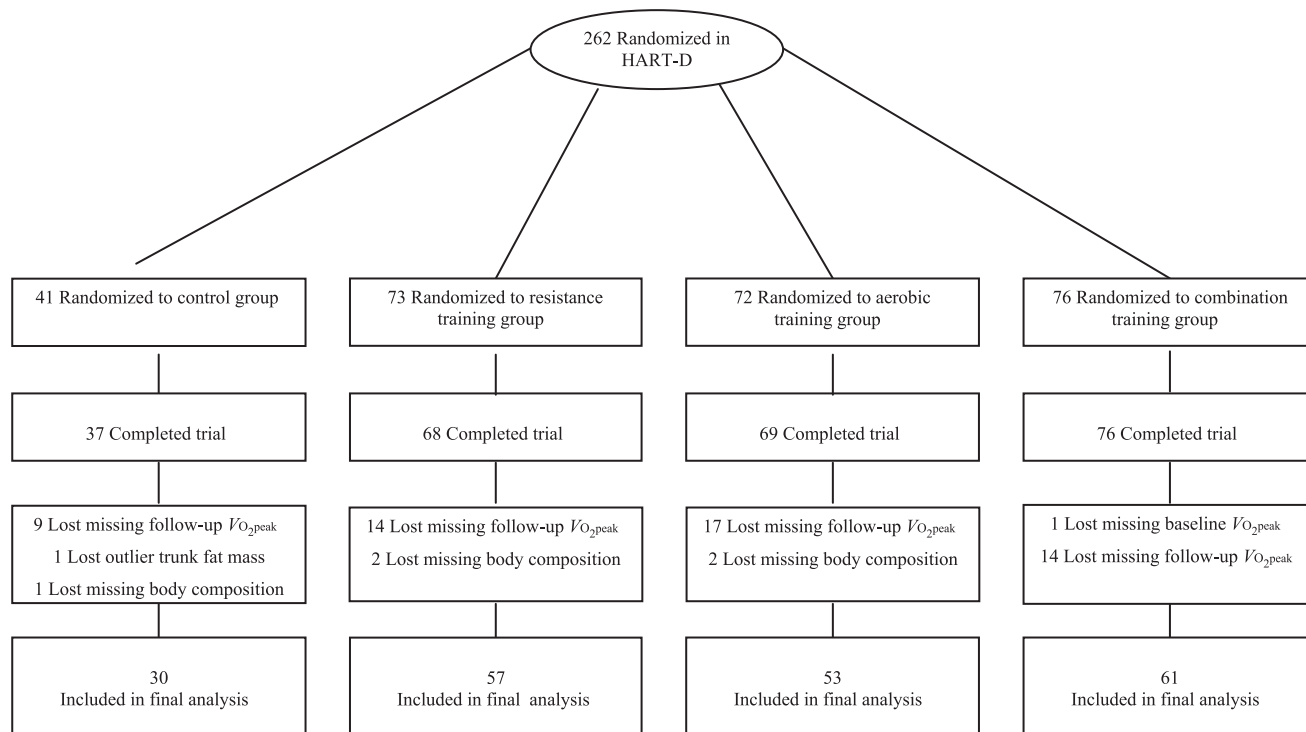 262 Randomized in
HART-D
41 Randomized to control group
73 Randomized to resistance
training group
72 Randomized to aerobic
training group
76 Randomized to combination
training group
37 Completed trial
68 Completed trial
69 Completed trial
76 Completed trial
9 Lost missing follow-up VO2peak
1 Lost outlier trunk fat mass
1 Lost missing body composition
14 Lost missing follow-up VO2peak
2 Lost missing body composition
17 Lost missing follow-up VO2peak
2 Lost missing body composition
1 Lost missing baseline VO2peak
14 Lost missing follow-up VO2peak
30
Included in final analysis
57
Included in final analysis
53
Included in final analysis
61
Included in final analysis